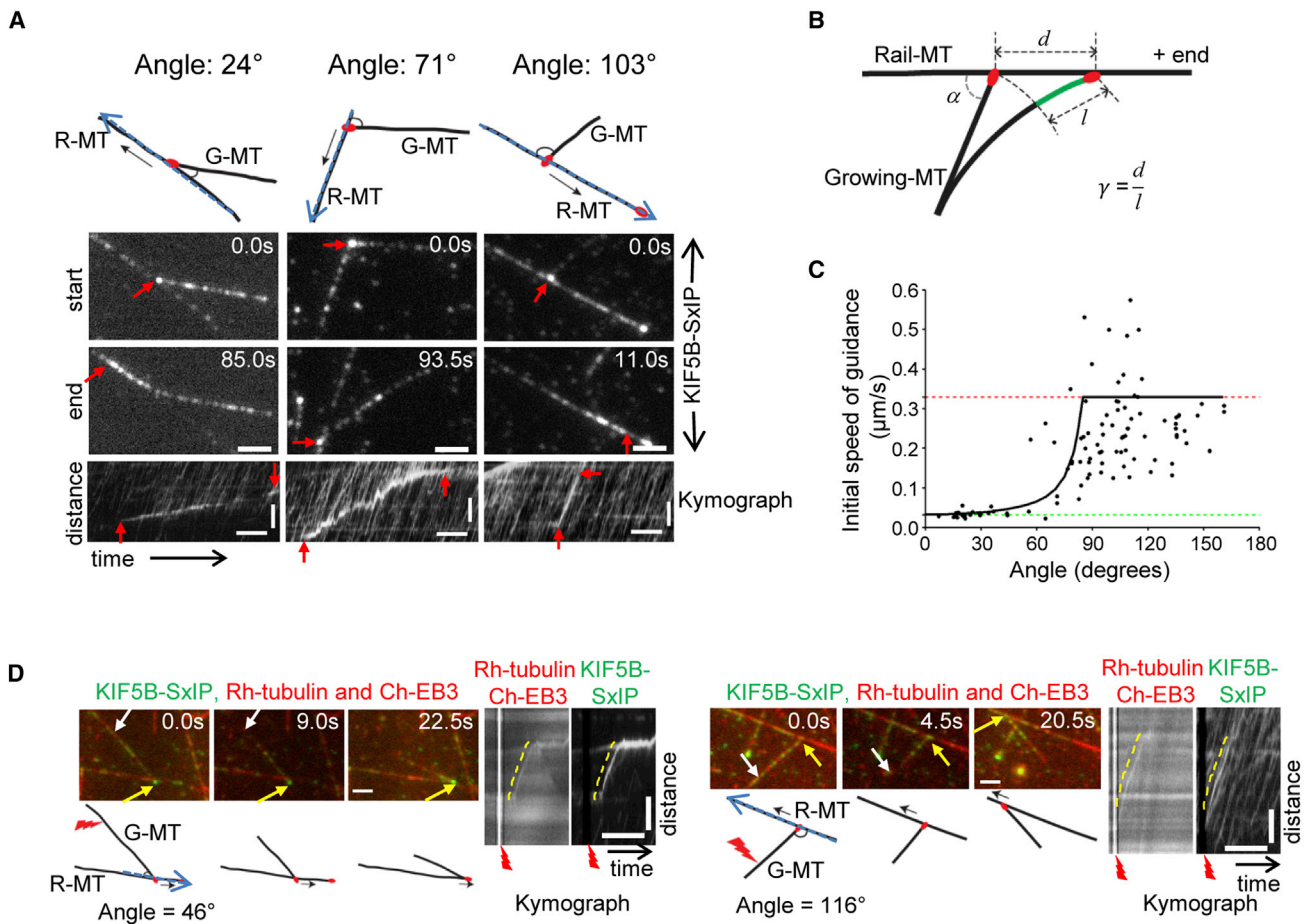 A
Angle: 24°
Angle: 71°
Angle: 103°
R-MT
G-MT
G-MT
R-MT
G-MT
R-MT
start
0.0s
0.0s
0.0s
end
85.0s
93.5s
11.0s
KIF5B-SxIP
distance
Kymograph
time
B
Rail-MT
d
+ end
α
l
Growing-MT
γ = d/l
C
Initial speed of guidance
(μm/s)
0.6
0.5
0.4
0.3
0.2
0.1
0.0
0
30
60
90
120
150
180
Angle (degrees)
D
KIF5B-SxIP, Rh-tubulin and Ch-EB3
0.0s
9.0s
22.5s
Rh-tubulin
Ch-EB3
KIF5B-
SxIP
distance
time
G-MT
R-MT
Angle = 46°
Kymograph
KIF5B-SxIP, Rh-tubulin and Ch-EB3
0.0s
4.5s
20.5s
Rh-tubulin
Ch-EB3
KIF5B-
SxIP
distance
time
R-MT
G-MT
Angle = 116°
Kymograph